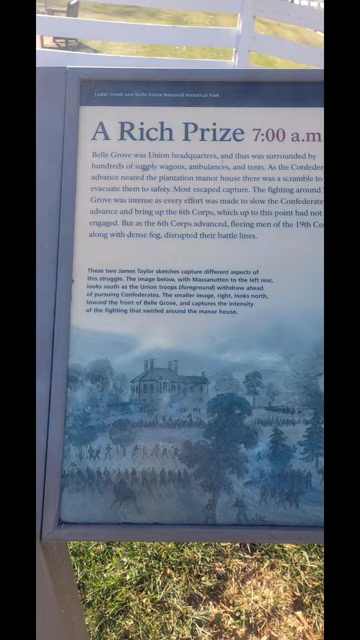 Cedar Creek and Belle Grove National Historical Park
A Rich Prize 7:00 a.m
Belle Grove was Union headquarters, and thus was surrounded by
hundreds of supply wagons, ambulances, and tents. As the Confeder
advance neared the plantation manor house there was a scramble to
evacuate them to safety. Most escaped capture. The fighting around
Grove was intense as every effort was made to slow the Confederate
advance and bring up the 6th Corps, which up to this point had not
engaged. But as the 6th Corps advanced, fleeing men of the 19th Co
along with dense fog, disrupted their battle lines.
These two James Taylor sketches capture different aspects of
this struggle. The image below, with Massanutten to the left rear,
looks south as the Union troops (foreground) withdraw ahead
of pursuing Confederates. The smaller image, right, looks north,
toward the front of Belle Grove, and captures the intensity
of the fighting that swirled around the manor house.